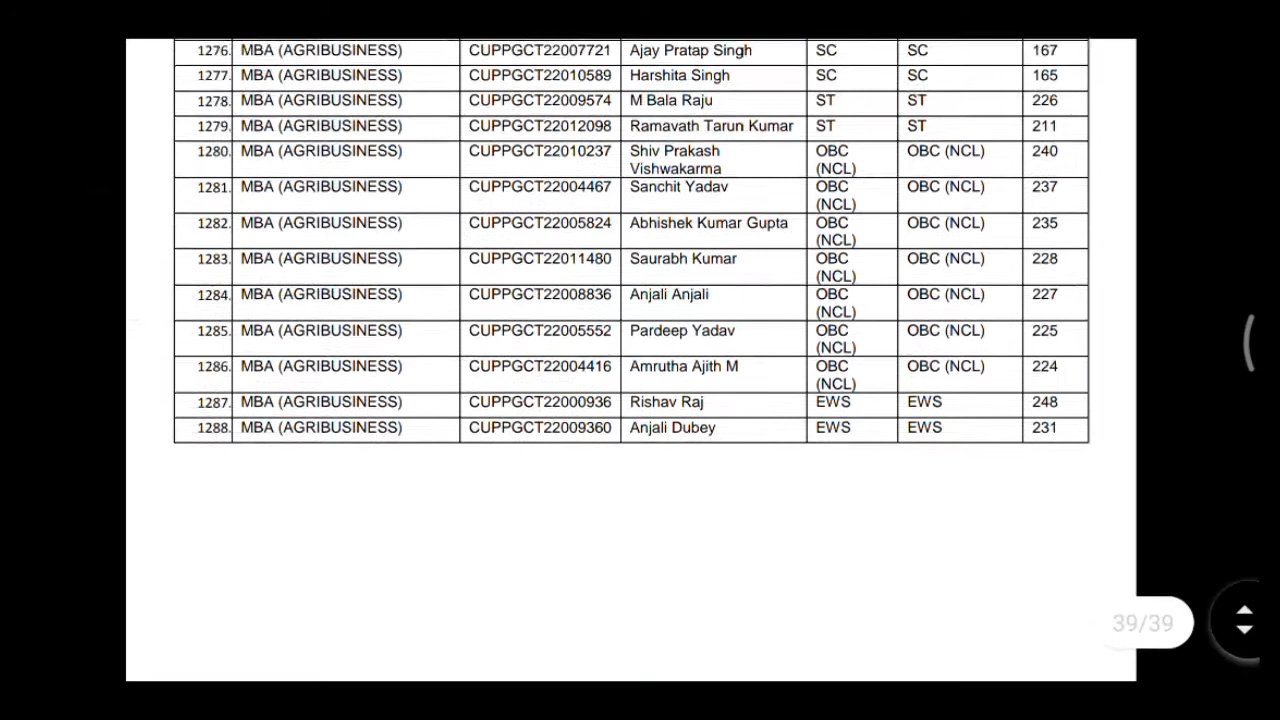 1276. MBA (AGRIBUSINESS) CUPPGCT22007721 Ajay Pratap Singh SC SC 167
1277. MBA (AGRIBUSINESS) CUPPGCT22010589 Harshita Singh SC SC 165
1278. MBA (AGRIBUSINESS) CUPPGCT22009574 M Bala Raju ST ST 226
1279. MBA (AGRIBUSINESS) CUPPGCT22012098 Ramavath Tarun Kumar ST ST 211
1280. MBA (AGRIBUSINESS) CUPPGCT22010237 Shiv Prakash OBC OBC (NCL) 240
Vishwakarma (NCL)
1281. MBA (AGRIBUSINESS) CUPPGCT22004467 Sanchit Yadav OBC OBC (NCL) 237
(NCL)
1282. MBA (AGRIBUSINESS) CUPPGCT22005824 Abhishek Kumar Gupta OBC OBC (NCL) 235
(NCL)
1283. MBA (AGRIBUSINESS) CUPPGCT22011480 Saurabh Kumar OBC OBC (NCL) 228
(NCL)
1284. MBA (AGRIBUSINESS) CUPPGCT22008836 Anjali Anjali OBC OBC (NCL) 227
(NCL)
1285. MBA (AGRIBUSINESS) CUPPGCT22005552 Pardeep Yadav OBC OBC (NCL) 225
(NCL)
1286. MBA (AGRIBUSINESS) CUPPGCT22004416 Amrutha Ajith M OBC OBC (NCL) 224
(NCL)
1287. MBA (AGRIBUSINESS) CUPPGCT22000936 Rishav Raj EWS EWS 248
1288. MBA (AGRIBUSINESS) CUPPGCT22009360 Anjali Dubey EWS EWS 231
39/39